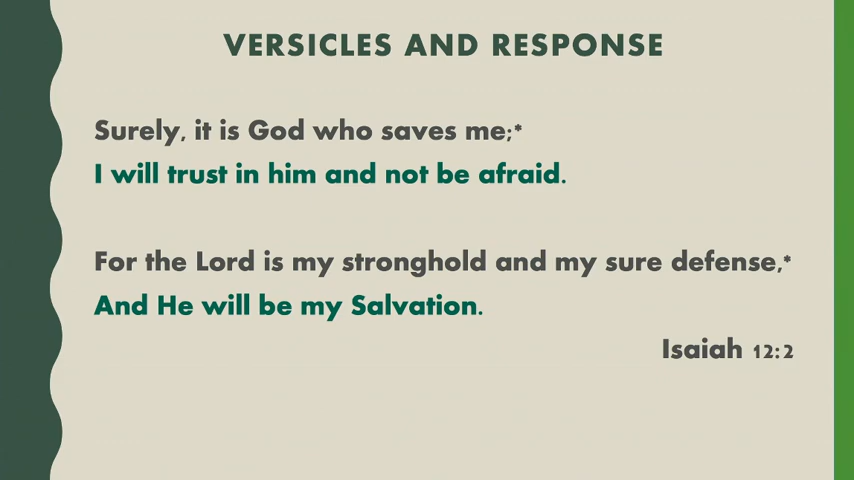 VERSICLES AND RESPONSE
Surely, it is God who saves me;*
I will trust in him and not be afraid.
For the Lord is my stronghold and my sure defense,*
And He will be my Salvation.
Isaiah 12:2